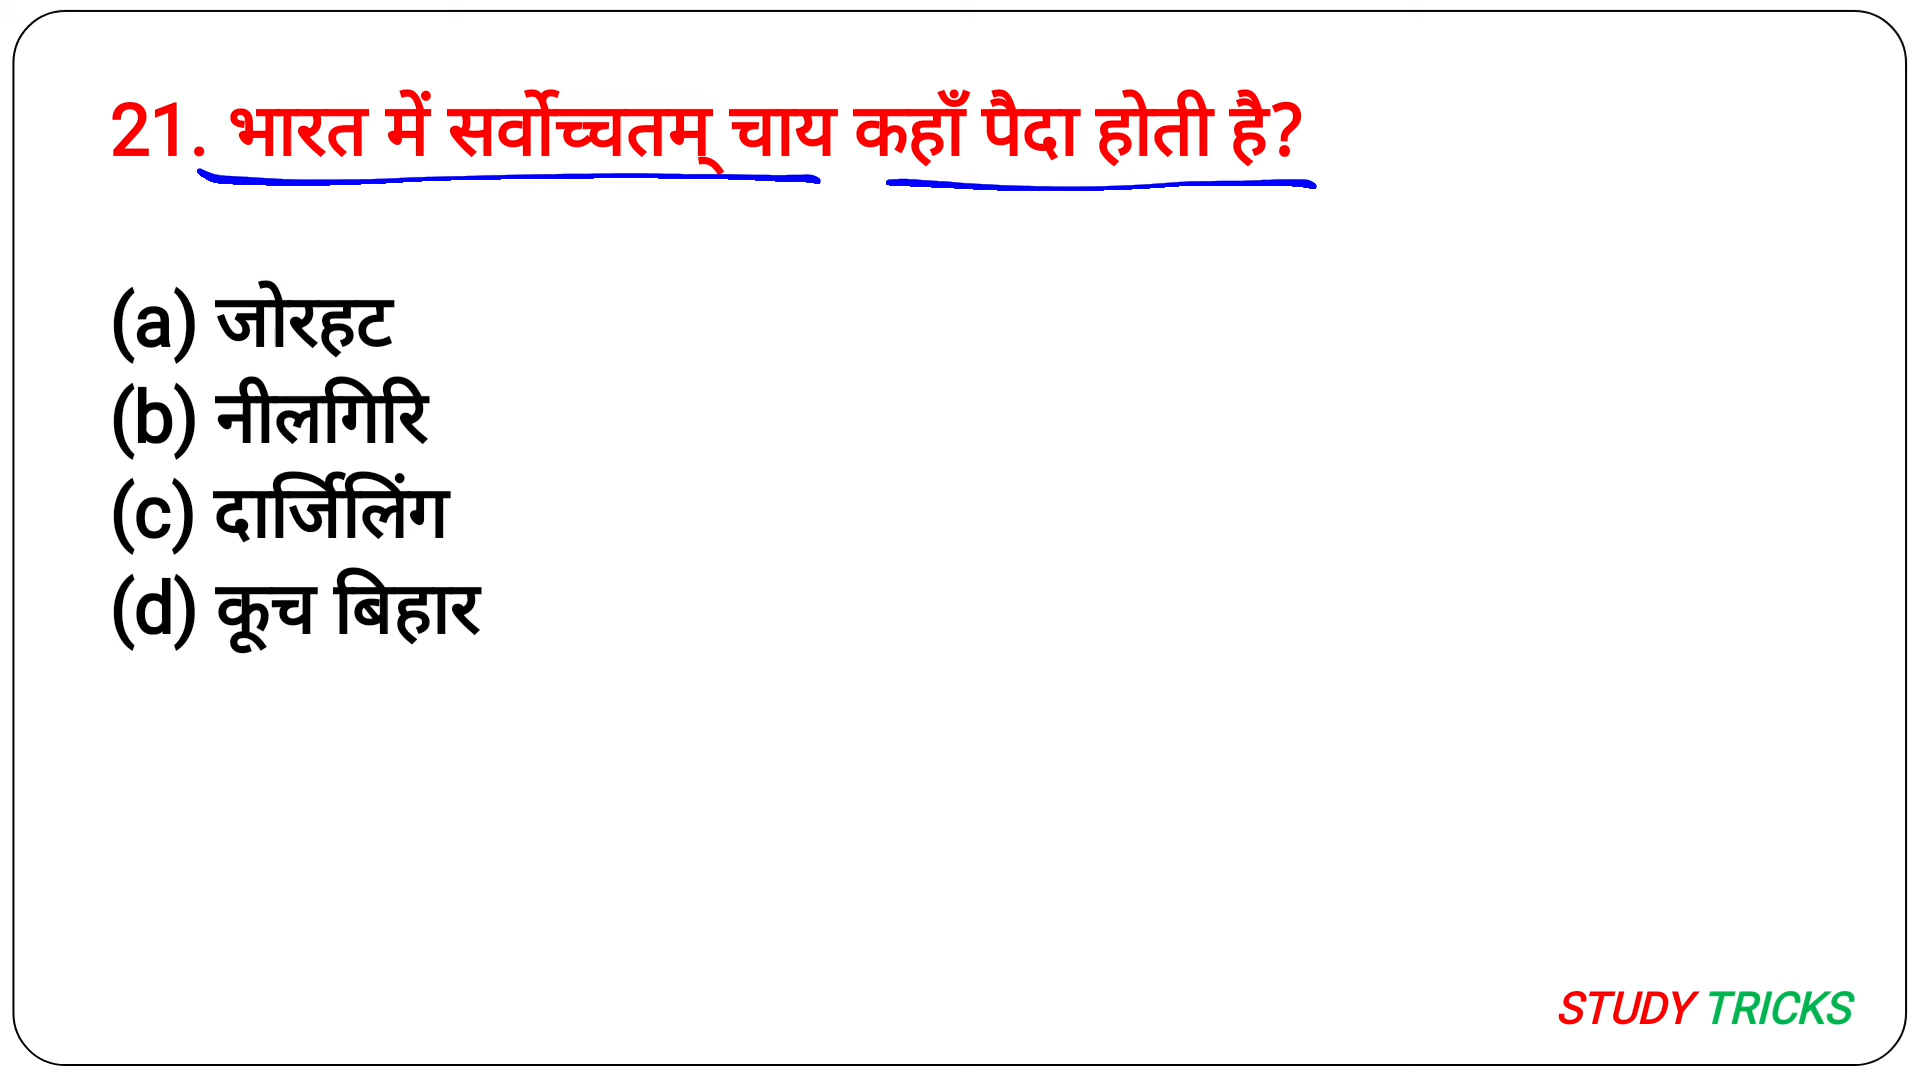 21. भारत में सर्वोच्चतम् चाय कहाँ पैदा होती है?
(a) जोरहट
(b) नीलगिरि
(c) दार्जिलिंग
(d) कूच बिहार
STUDY TRICKS